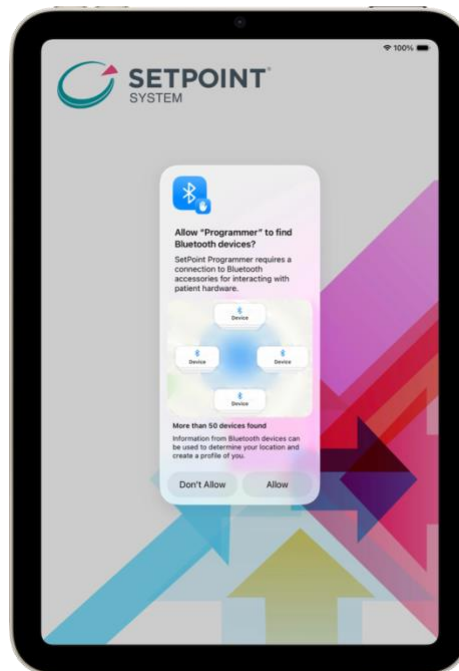 100%
SETPOINT®
SYSTEM
Allow “Programmer” to find
Bluetooth devices?
SetPoint Programmer requires a
connection to Bluetooth
accessories for interacting with
patient hardware.
Device
Device
Device
Device
More than 50 devices found
Information from Bluetooth devices can
be used to determine your location and
create a profile of you.
Don't Allow
Allow